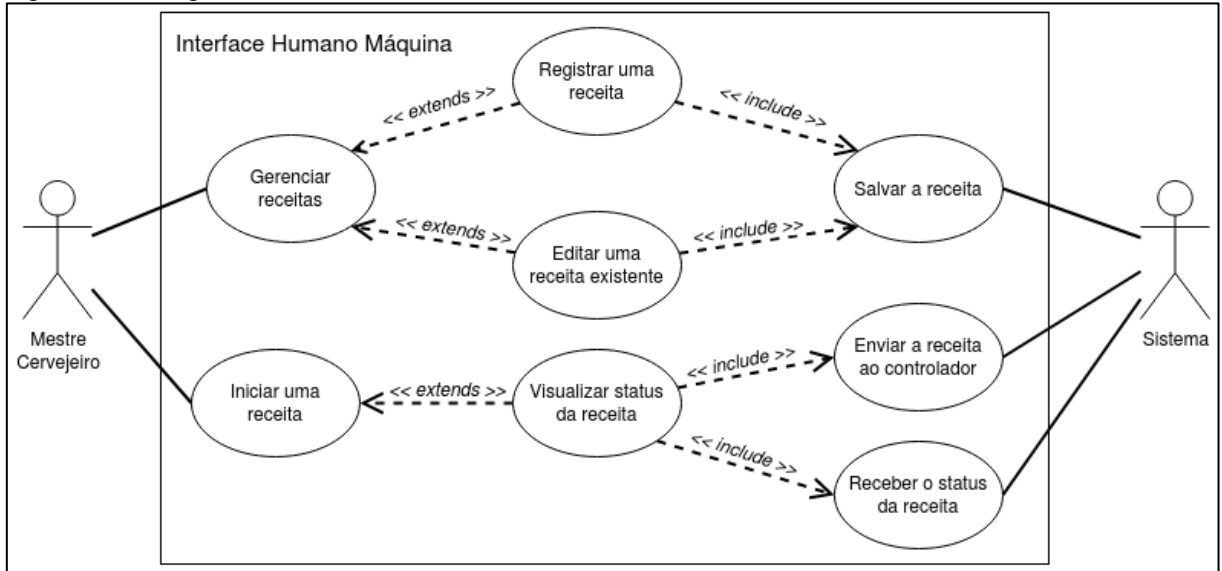 Interface Humano Máquina
Registrar uma
receita
<< extends >>
<< include >>
Gerenciar
receitas
Salvar a receita
<< extends >>
<< include >>
Editar uma
receita existente
Mestre
Cervejeiro
Sistema
Enviar a receita
ao controlador
<< include >>
Iniciar uma
receita
<< extends >>
Visualizar status
da receita
<< include >>
Receber o status
da receita